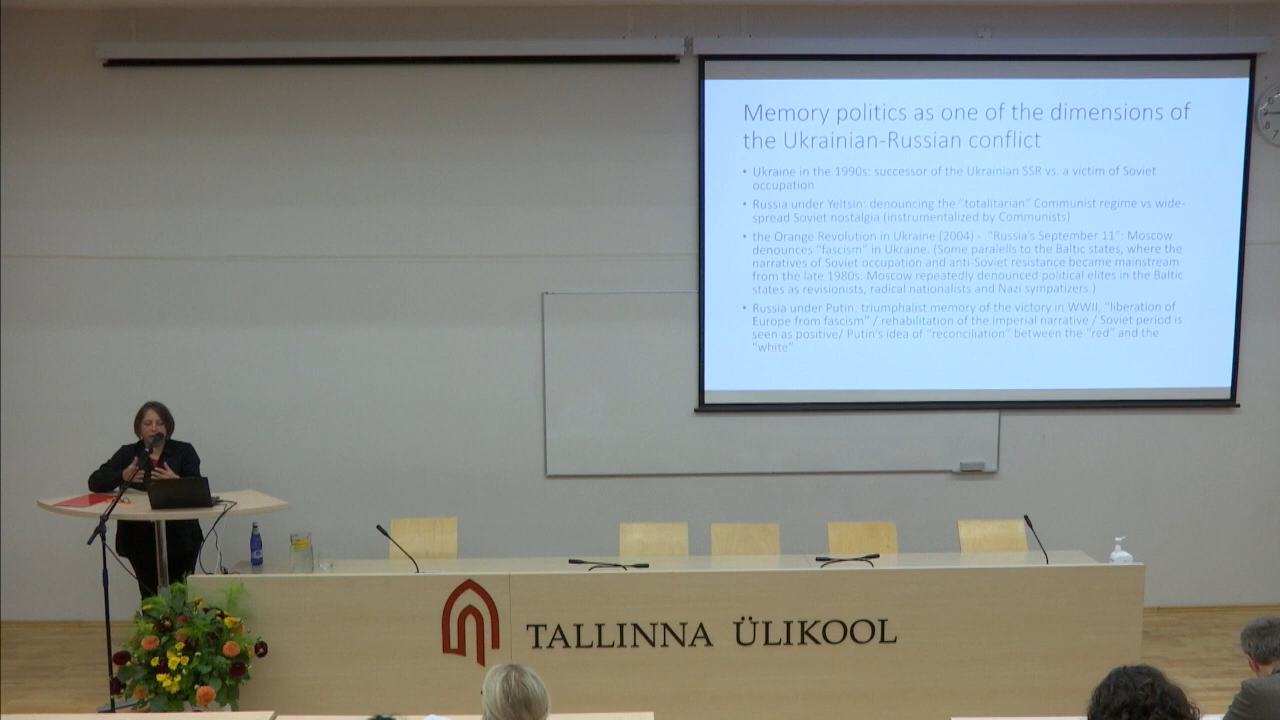 Memory politics as one of the dimensions of
the Ukrainian-Russian conflict
• Ukraine in the 1990s: successor of the Ukrainian SSR vs. a victim of Soviet
occupation
• Russia under Yeltsin: denouncing the "totalitarian" Communist regime vs wide-
spread Soviet nostalgia (instrumentalized by Communists)
• the Orange Revolution in Ukraine (2004) - "Russia's September 11": Moscow
denounces "fascism" in Ukraine. (Some paralells to the Baltic states, where the
narratives of Soviet occupation and anti-Soviet resistance became mainstream
from the late 1980s. Moscow repeatedly denounced political elites in the Baltic
states as revisionists, radical nationalists and Nazi sympatizers.)
• Russia under Putin: triumphalist memory of the victory in WWII, "liberation of
Europe from fascism" / rehabilitation of the imperial narrative / Soviet period is
seen as positive/ Putin's idea of "reconciliation" between the "red" and the
"white"
TALLINNA ÜLIKOOL